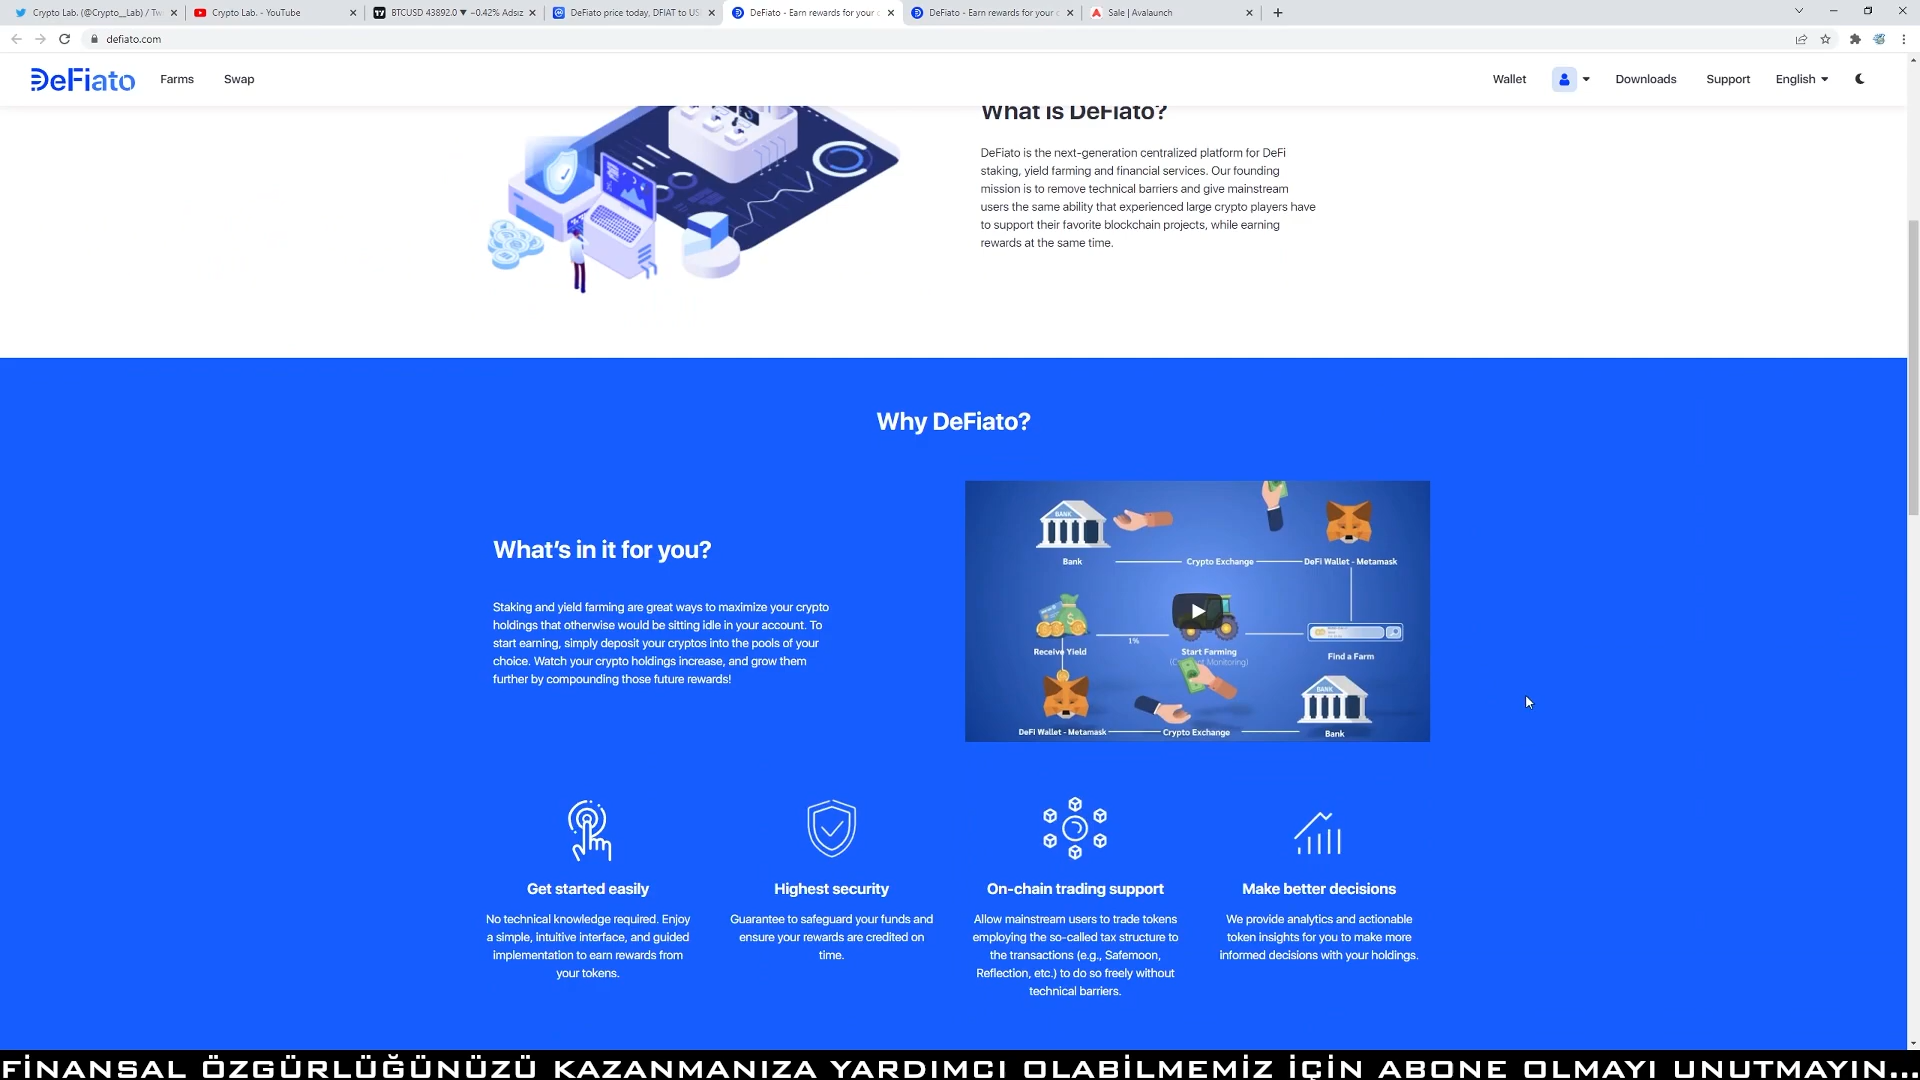 Crypto Lab. (@Crypto__Lab) / Tw
Crypto Lab. - YouTube
BTCUSD 43892.0 ▼ −0.42% Adsız
DeFiato price today, DFIAT to US
DeFiato - Earn rewards for your c
DeFiato - Earn rewards for your c
Sale | Avalaunch
defiato.com
DeFiato
Farms
Swap
Wallet
Downloads
Support
English
What is DeFiato?
DeFiato is the next-generation centralized platform for DeFi
staking, yield farming and financial services. Our founding
mission is to remove technical barriers and give mainstream
users the same ability that experienced large crypto players have
to support their favorite blockchain projects, while earning
rewards at the same time.
Why DeFiato?
What's in it for you?
Staking and yield farming are great ways to maximize your crypto
holdings that otherwise would be sitting idle in your account. To
start earning, simply deposit your cryptos into the pools of your
choice. Watch your crypto holdings increase, and grow them
further by compounding those future rewards!
BANK
Bank
Crypto Exchange
DeFi Wallet - Metamask
Receive Yield
1%
Start Farming
Find a Farm
BANK
DeFi Wallet - Metamask
Crypto Exchange
Bank
Get started easily
No technical knowledge required. Enjoy
a simple, intuitive interface, and guided
implementation to earn rewards from
your tokens.
Highest security
Guarantee to safeguard your funds and
ensure your rewards are credited on
time.
On-chain trading support
Allow mainstream users to trade tokens
employing the so-called tax structure to
the transactions (e.g., Safemoon,
Reflection, etc.) to do so freely without
technical barriers.
Make better decisions
We provide analytics and actionable
token insights for you to make more
informed decisions with your holdings.
FİNANSAL ÖZGÜRLÜĞÜNÜZÜ KAZANMANIZA YARDIMCI OLABİLMEMİZ İÇİN ABONE OLMAYI UNUTMAYIN...